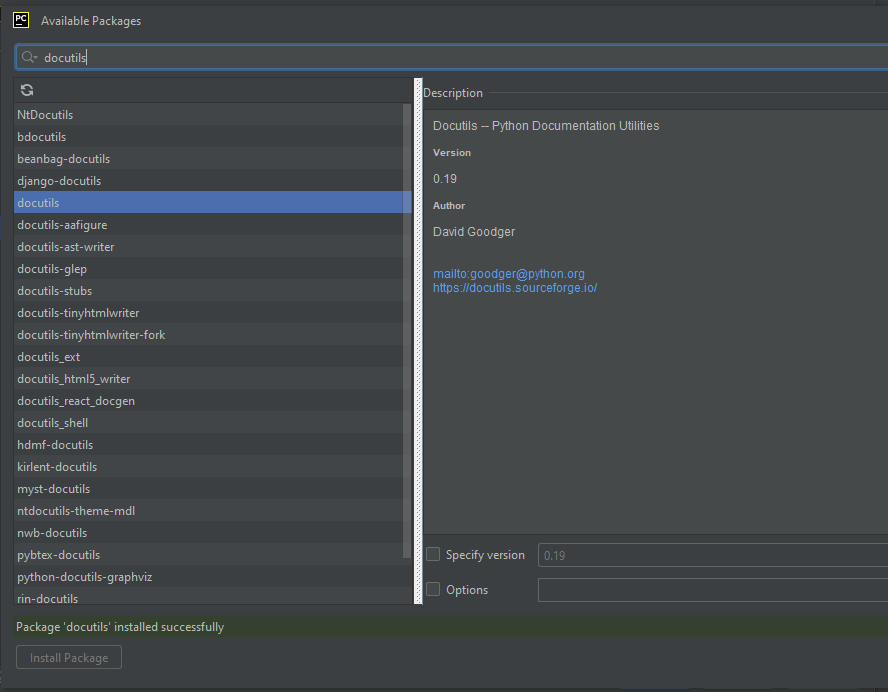 PC
Available Packages
docutils
NtDocutils
bdocutils
beanbag-docutils
django-docutils
docutils
docutils-aafigure
docutils-ast-writer
docutils-glep
docutils-stubs
docutils-tinyhtmlwriter
docutils-tinyhtmlwriter-fork
docutils_ext
docutils_html5_writer
docutils_react_docgen
docutils_shell
hdmf-docutils
kirlent-docutils
myst-docutils
ntdocutils-theme-mdl
nwb-docutils
pybtex-docutils
python-docutils-graphviz
rin-docutils
Description
Docutils -- Python Documentation Utilities
Version
0.19
Author
David Goodger
mailto:goodger@python.org
https://docutils.sourceforge.io/
Specify version
0.19
Options
Package 'docutils' installed successfully
Install Package